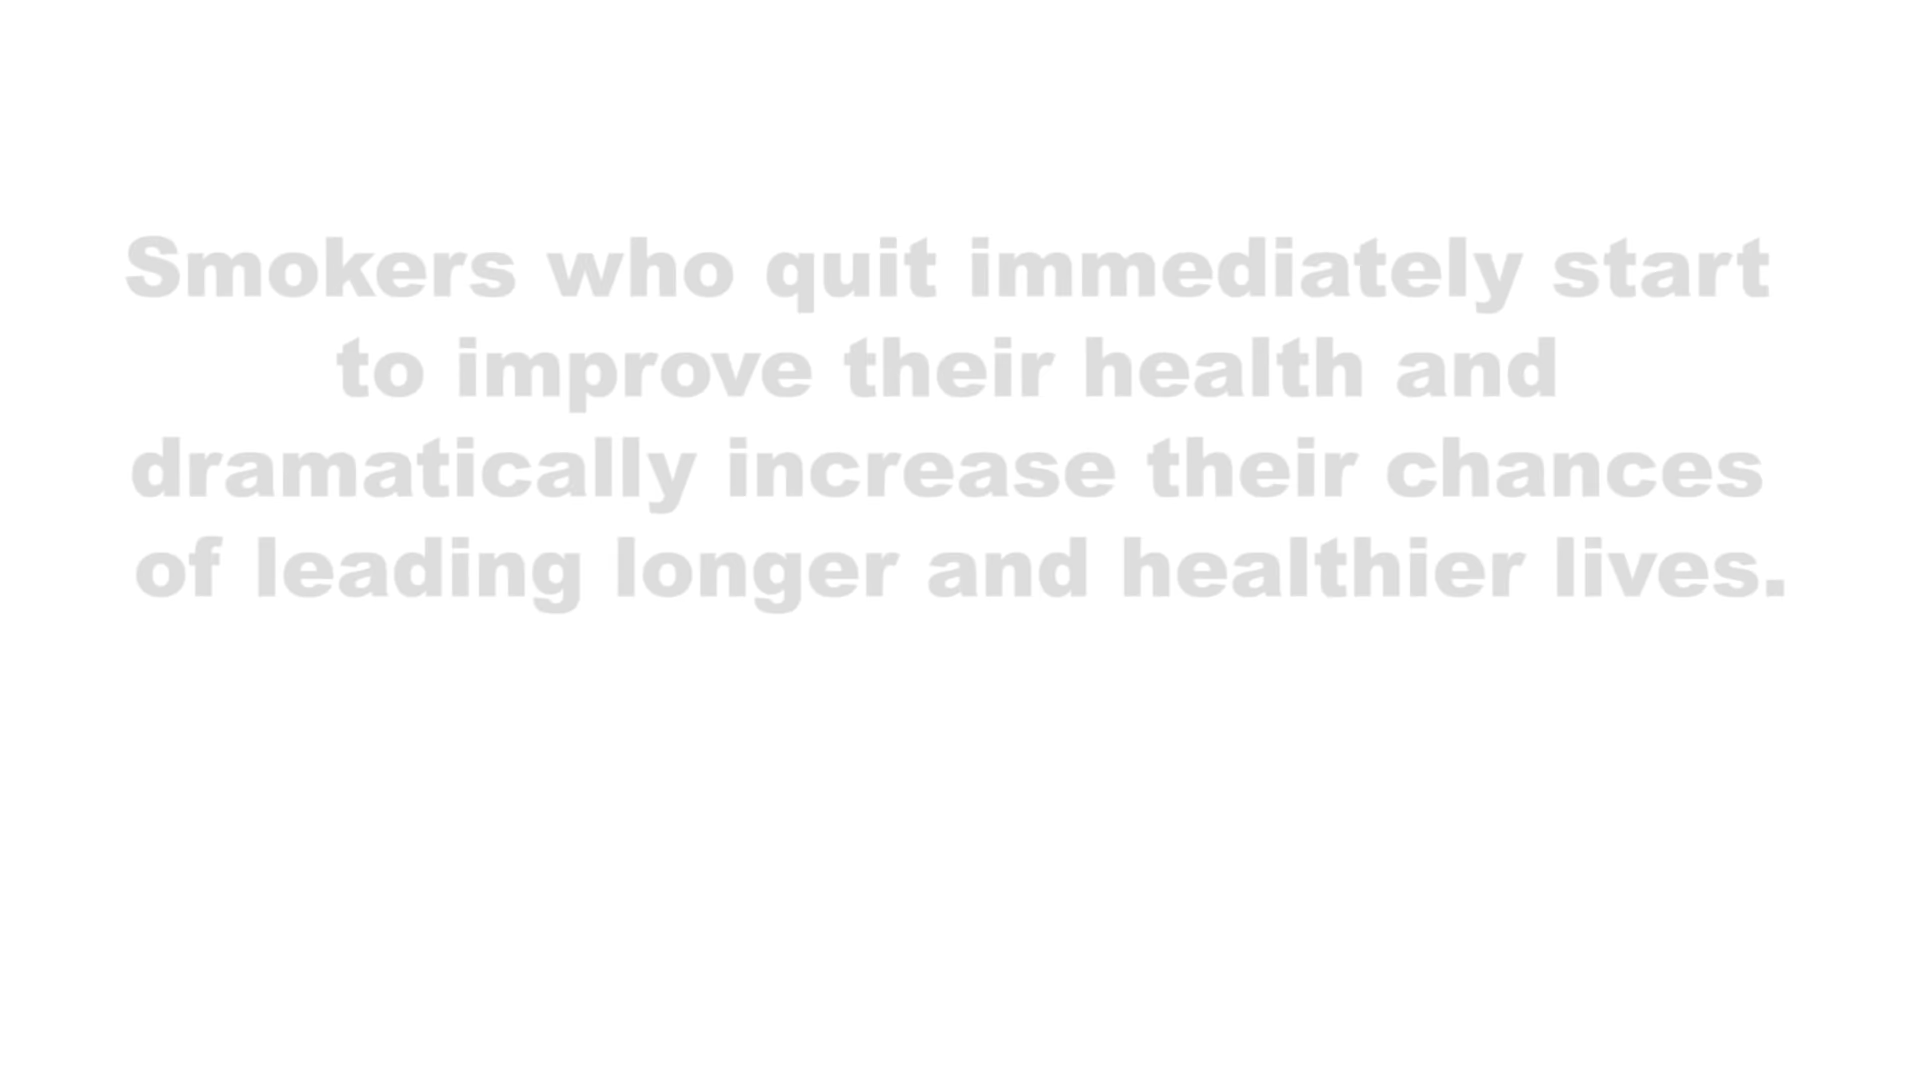 Smokers who quit immediately start
to improve their health and
dramatically increase their chances
of leading longer and healthier lives.